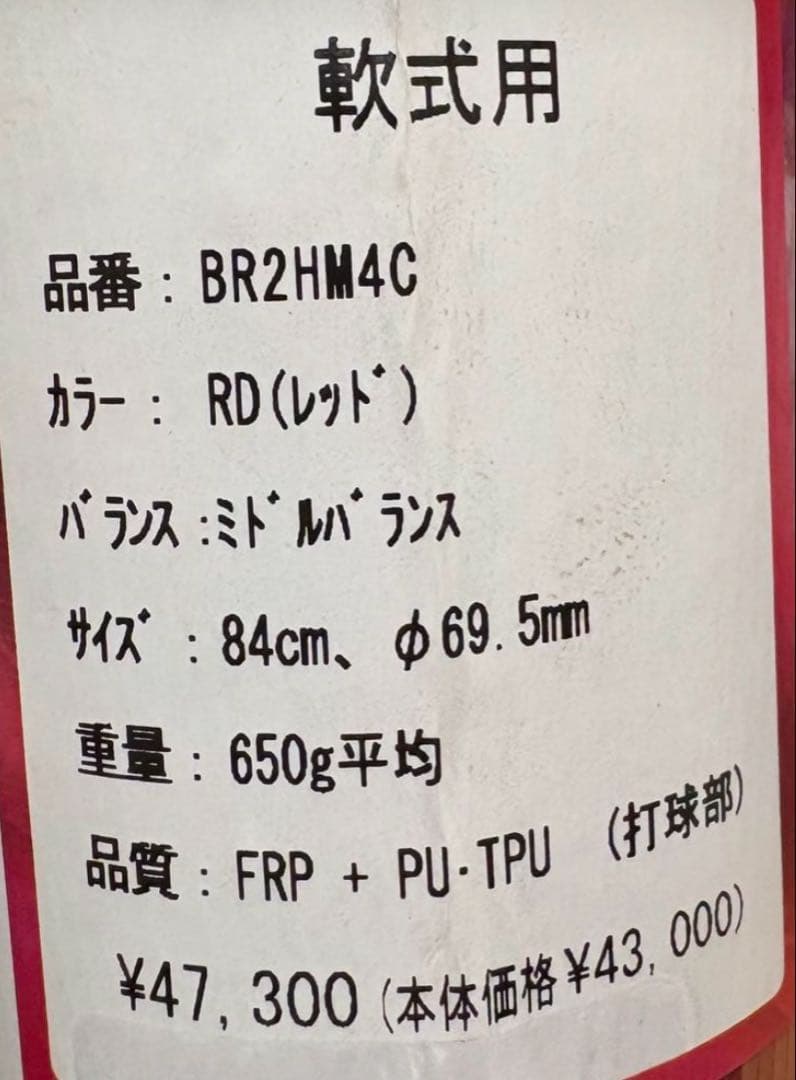 軟式用
品番：BR2HM4C
ｶﾗｰ： RD(ﾚｯﾄﾞ)
ﾊﾞﾗﾝｽ：ﾐﾄﾞﾙﾊﾞﾗﾝｽ
ｻｲｽﾞ：84cm、φ69.5mm
重量：650g平均
品質：FRP + PU･TPU (打球部)
¥47,300(本体価格¥43,000)